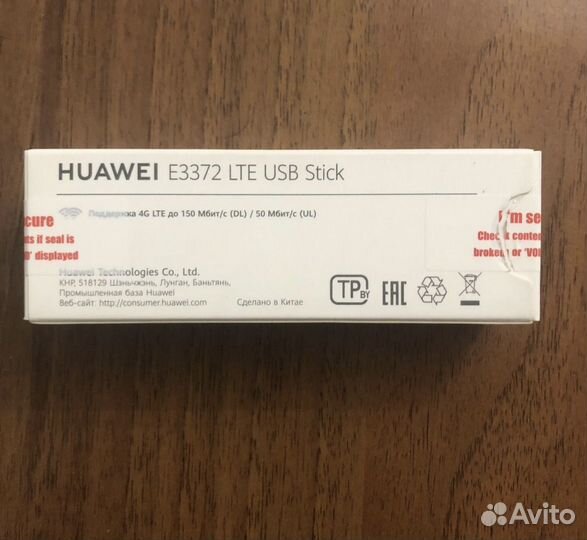 HUAWEI E3372 LTE USB Stick
Поддержка 4G LTE до 150 Мбит/с (DL) / 50 Мбит/с (UL)
cure
ts if seal is
displayed
I'm se
Check
broken or 'VOI
Huawei Technologies Co., Ltd.
КНР, 518129 Шэньчжэнь, Лунган, Баньтянь,
Промышленная база Huawei
Веб-сайт: http://consumer.huawei.com
Сделано в Китае
TP BY
EAC
Avito